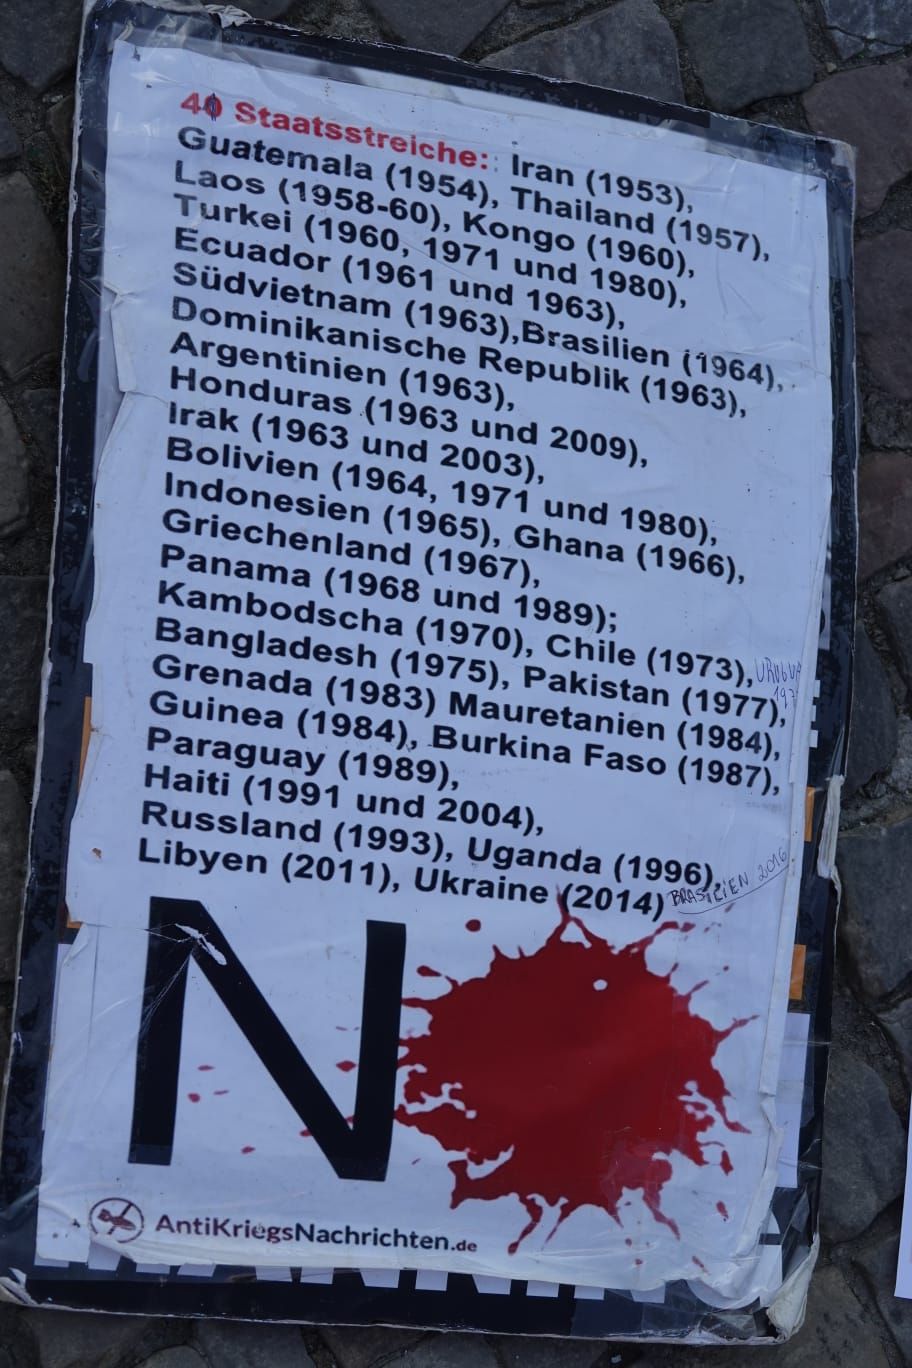 40 Staatsstreiche: Iran (1953),
Guatemala (1954), Thailand (1957),
Laos (1958-60), Kongo (1960),
Turkei (1960, 1971 und 1980),
Ecuador (1961 und 1963),
Südvietnam (1963),Brasilien (1964),
Dominikanische Republik (1963),
Argentinien (1963),
Honduras (1963 und 2009),
Irak (1963 und 2003),
Bolivien (1964, 1971 und 1980),
Indonesien (1965), Ghana (1966),
Griechenland (1967),
Panama (1968 und 1989);
Kambodscha (1970), Chile (1973),
Bangladesh (1975), Pakistan (1977),
Grenada (1983) Mauretanien (1984),
Guinea (1984), Burkina Faso (1987),
Paraguay (1989),
Haiti (1991 und 2004),
Russland (1993), Uganda (1996),
Libyen (2011), Ukraine (2014) BRASILIEN 2016
NO
AntiKriegsNachrichten.de